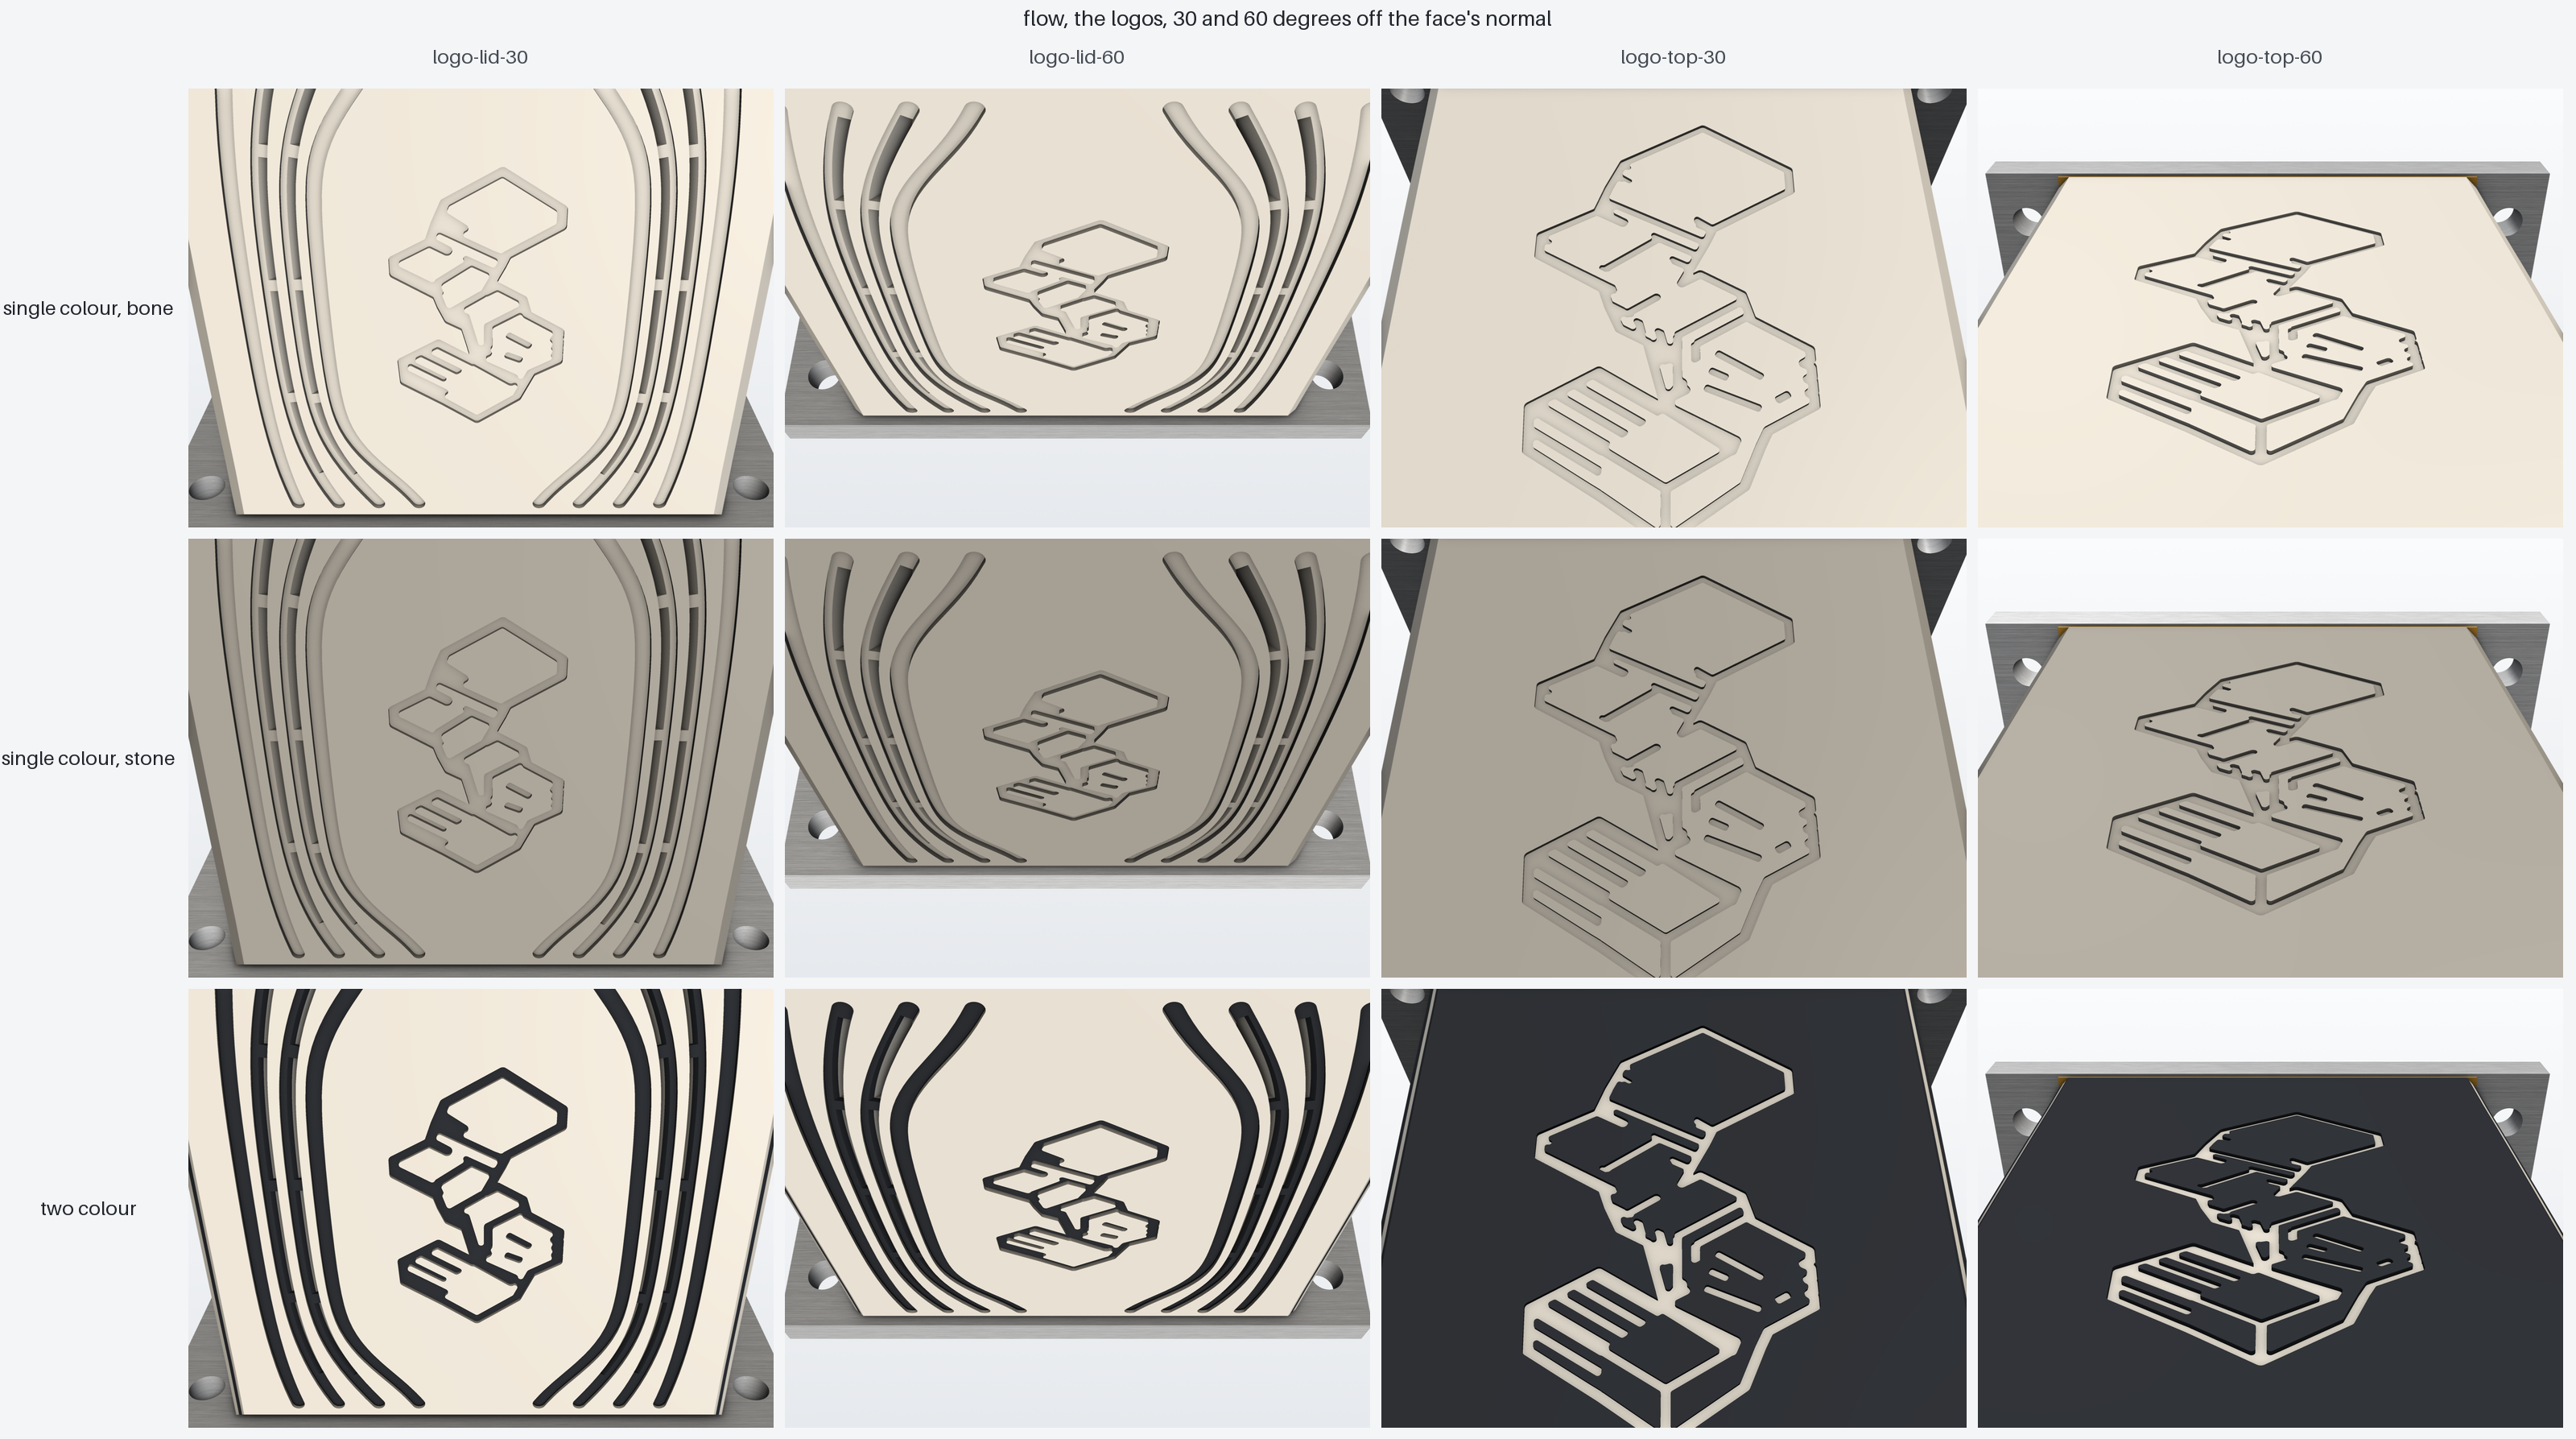 flow, the logos, 30 and 60 degrees off the face's normal
logo-lid-30
logo-lid-60
logo-top-30
logo-top-60
single colour, bone
single colour, stone
two colour